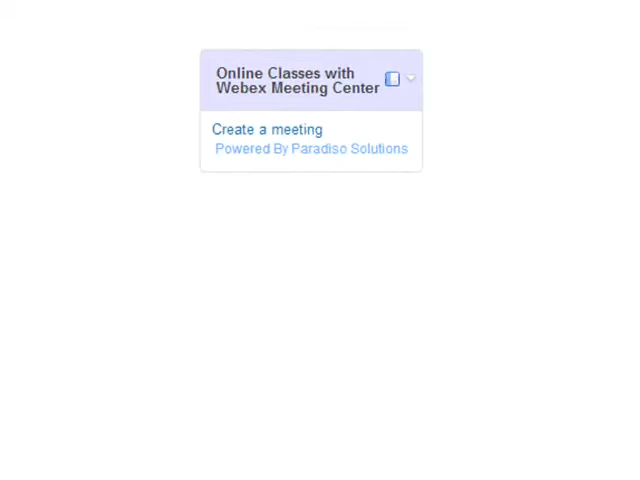 Online Classes with
Webex Meeting Center
Create a meeting
Powered By Paradiso Solutions